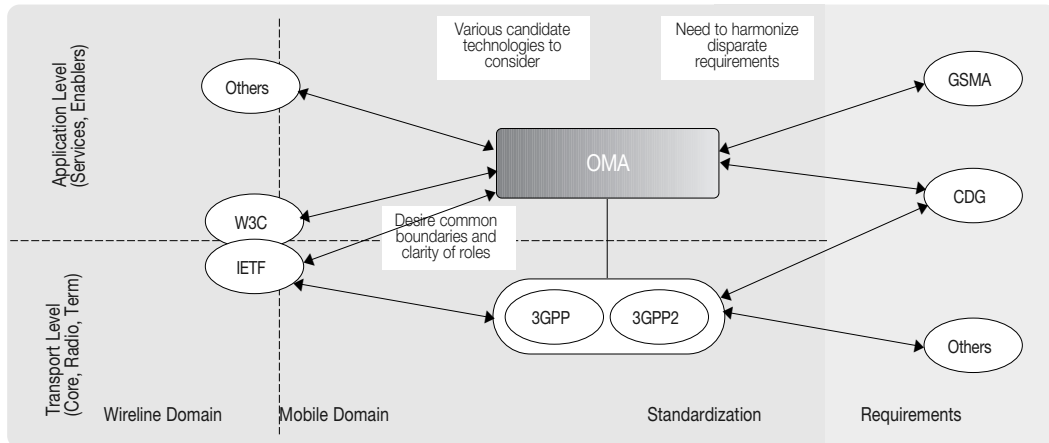 Application Level
(Services, Enablers)
Transport Level
(Core, Radio, Term)
Various candidate
technologies to
consider
Need to harmonize
disparate
requirements
Others
GSMA
OMA
W3C
CDG
Desire common
boundaries and
clarity of roles
IETF
3GPP
3GPP2
Others
Wireline Domain
Mobile Domain
Standardization
Requirements